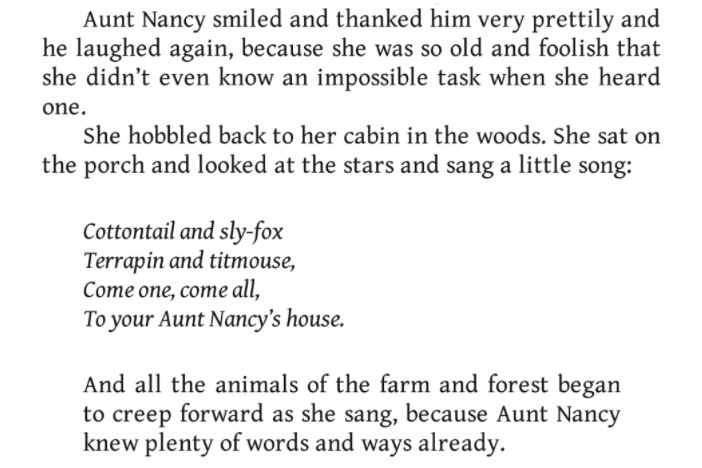 Aunt Nancy smiled and thanked him very prettily and
he laughed again, because she was so old and foolish that
she didn’t even know an impossible task when she heard
one.
She hobbled back to her cabin in the woods. She sat on
the porch and looked at the stars and sang a little song:
Cottontail and sly-fox
Terrapin and titmouse,
Come one, come all,
To your Aunt Nancy’s house.
And all the animals of the farm and forest began
to creep forward as she sang, because Aunt Nancy
knew plenty of words and ways already.